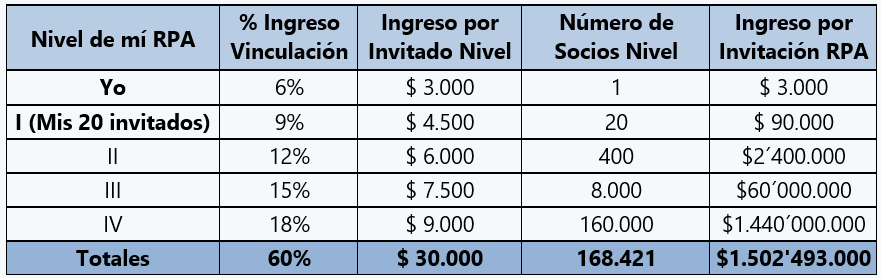 Nivel de mí RPA % Ingreso Vinculación Ingreso por Invitado Nivel Número de Socios Nivel Ingreso por Invitación RPA
Yo 6% $ 3.000 1 $ 3.000
I (Mis 20 invitados) 9% $ 4.500 20 $ 90.000
II 12% $ 6.000 400 $2´400.000
III 15% $ 7.500 8.000 $60´000.000
IV 18% $ 9.000 160.000 $1.440´000.000
Totales 60% $ 30.000 168.421 $1.502'493.000